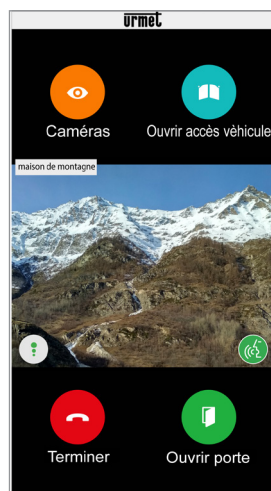 urmet
Caméras
Ouvrir accès vèhicule
maison de montagne
Terminer
Ouvrir porte